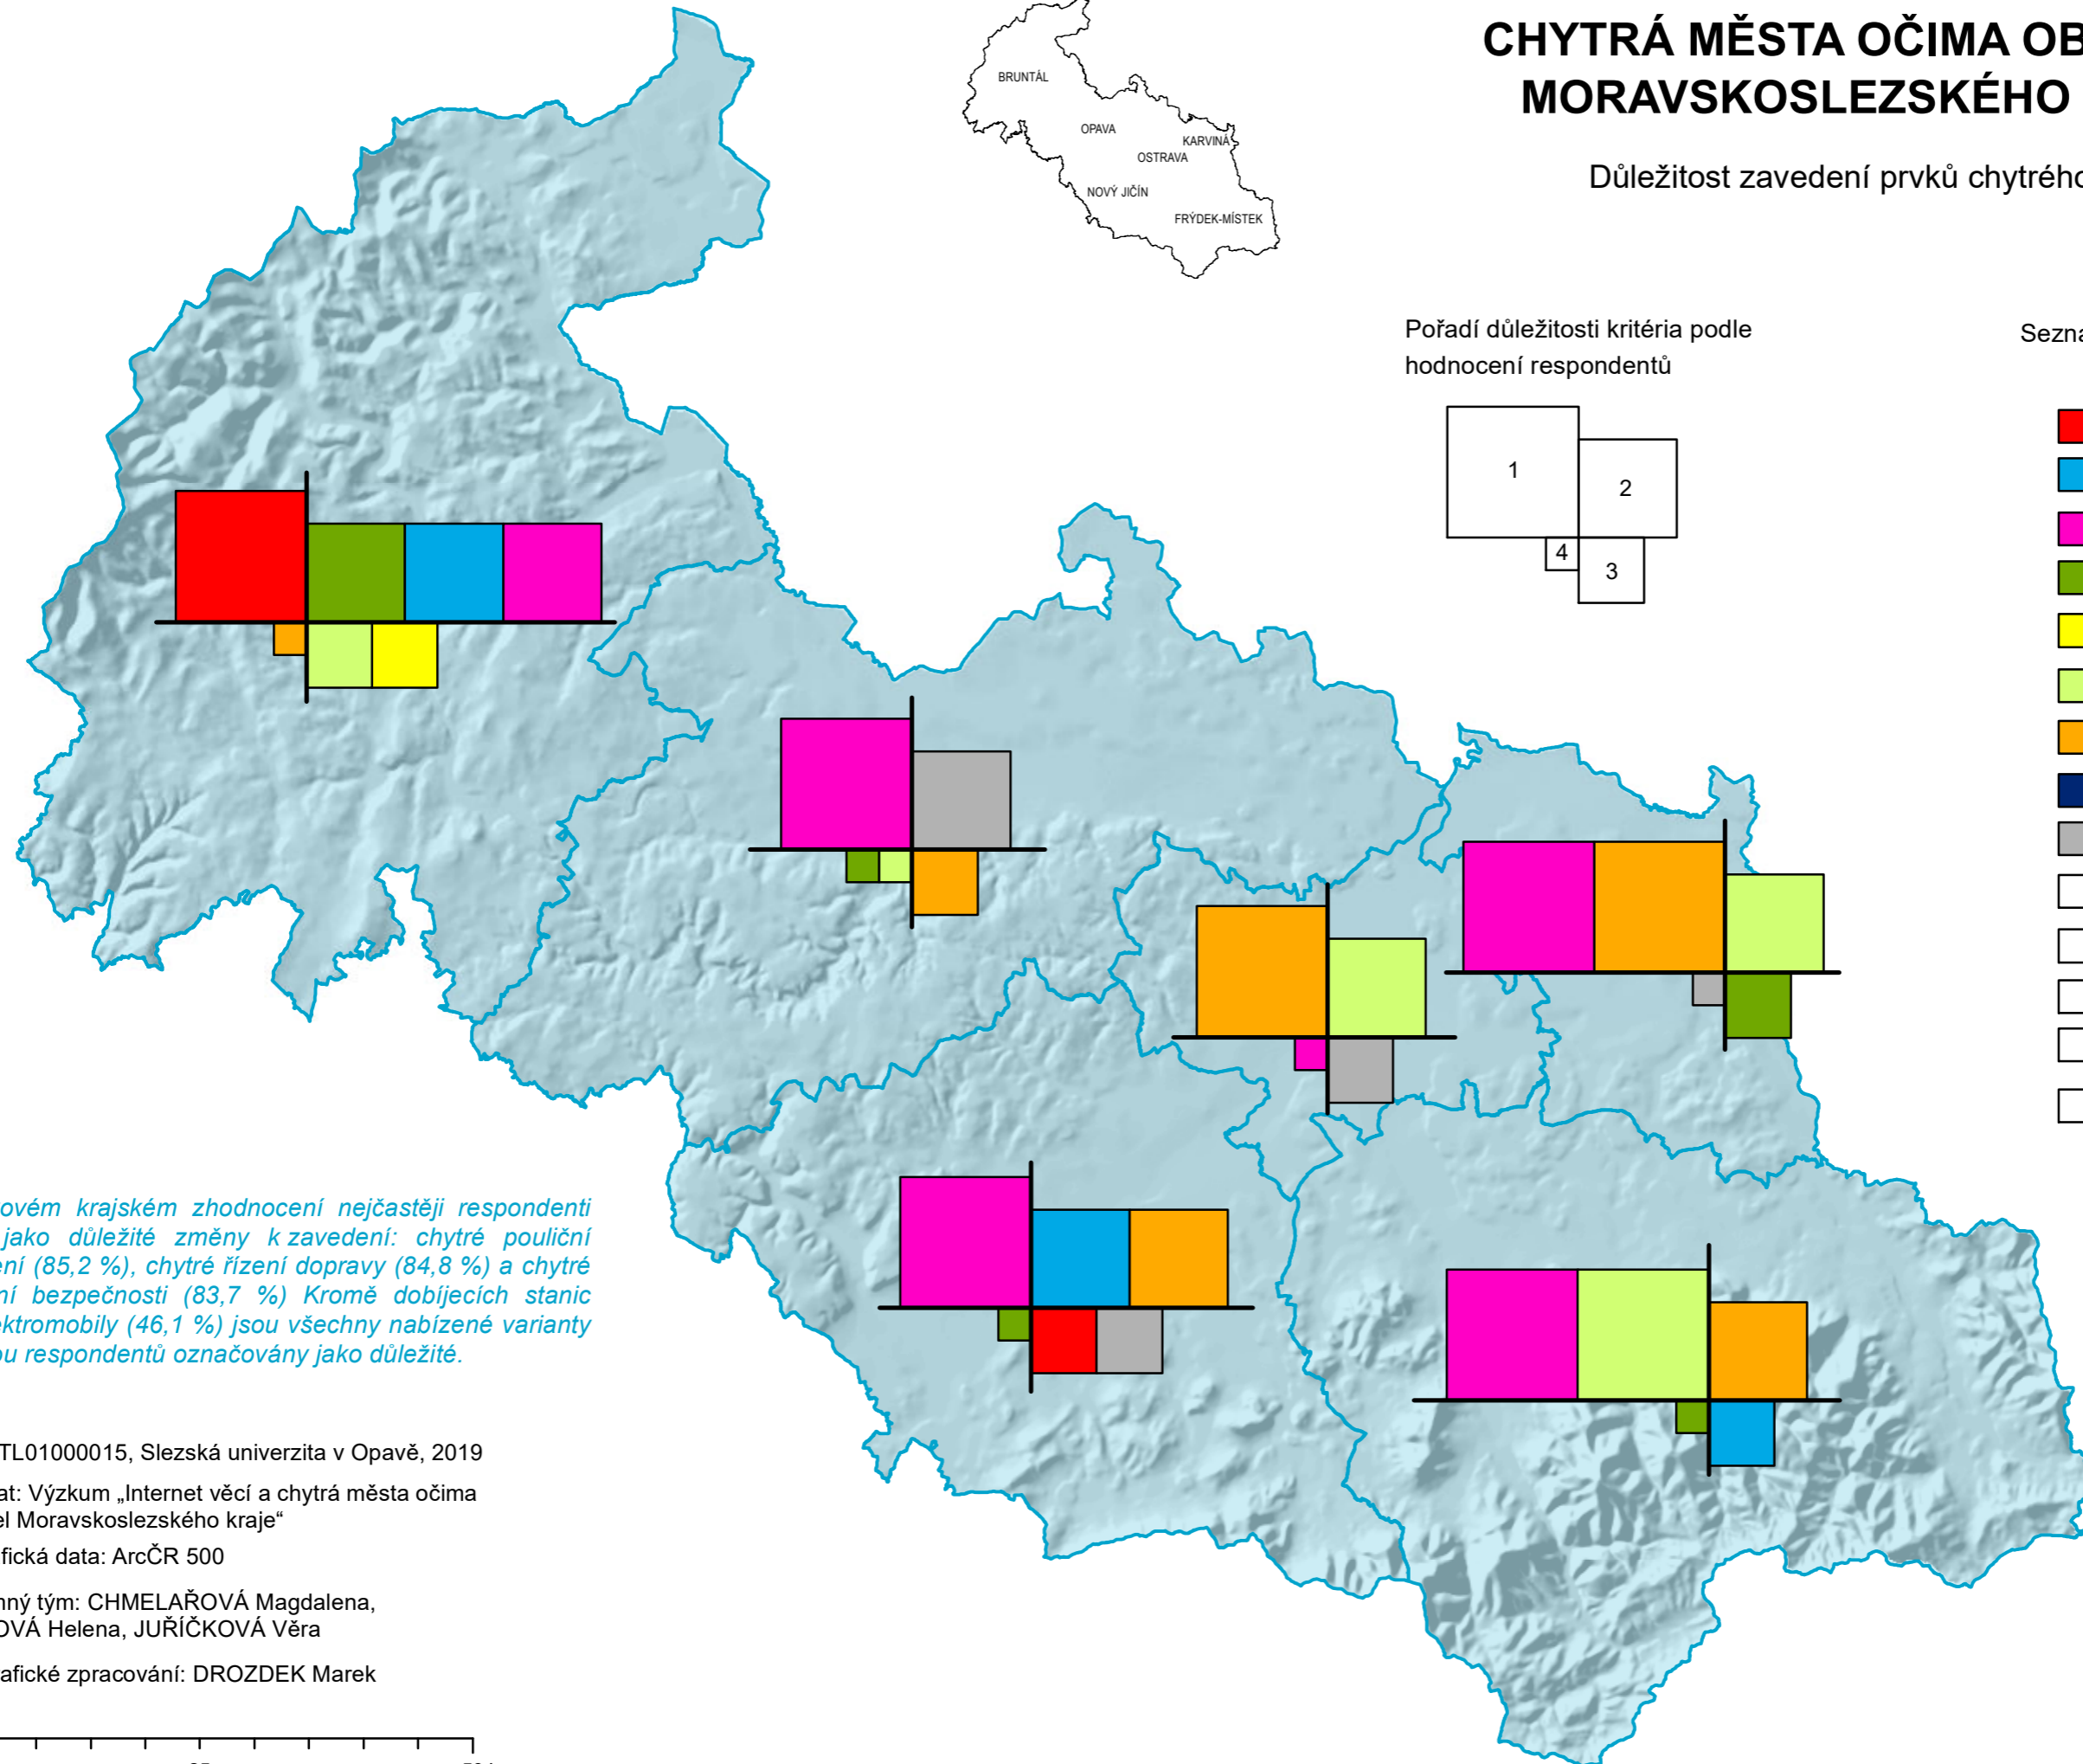 CHYTRÁ MĚSTA OČIMA OB
MORAVSKOSLEZSKÉHO
Důležitost zavedení prvků chytrého
BRUNTÁL
OPAVA
KARVINÁ
OSTRAVA
NOVÝ JIČÍN
FRÝDEK-MÍSTEK
Pořadí důležitosti kritéria podle
hodnocení respondentů
1
2
4
3
Sezna
ovém krajském zhodnocení nejčastěji respondenti
jako důležité změny k zavedení: chytré pouliční
ení (85,2 %), chytré řízení dopravy (84,8 %) a chytré
ní bezpečnosti (83,7 %) Kromě dobíjecích stanic
ektromobily (46,1 %) jsou všechny nabízené varianty
ou respondentů označovány jako důležité.
TL01000015, Slezská univerzita v Opavě, 2019
at: Výzkum „Internet věcí a chytrá města očima
el Moravskoslezského kraje“
fická data: ArcČR 500
nný tým: CHMELAŘOVÁ Magdalena,
OVÁ Helena, JUŘÍČKOVÁ Věra
afické zpracování: DROZDEK Marek